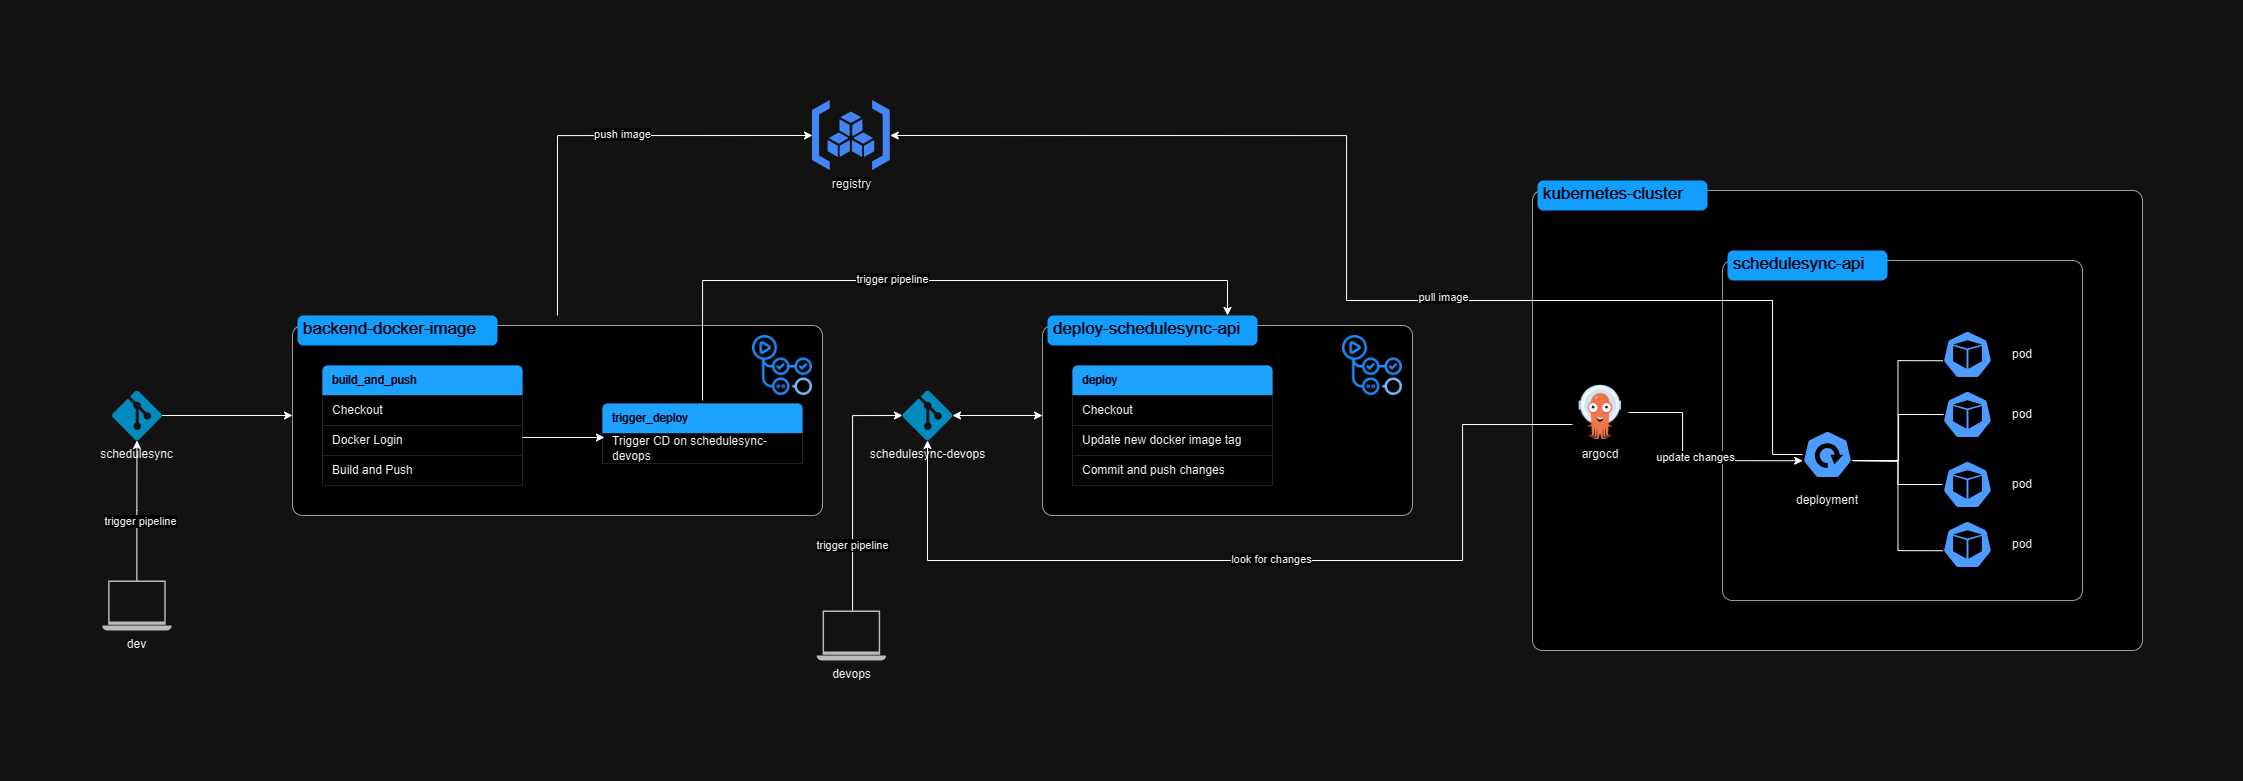 push image
registry
kubernetes-cluster
schedulesync-api
trigger pipeline
pull image
backend-docker-image
build_and_push
Checkout
Docker Login
Build and Push
trigger_deploy
Trigger CD on schedulesync-
devops
deploy-schedulesync-api
deploy
Checkout
Update new docker image tag
Commit and push changes
schedulesync
trigger pipeline
dev
schedulesync-devops
trigger pipeline
devops
look for changes
argocd
update changes
deployment
pod
pod
pod
pod